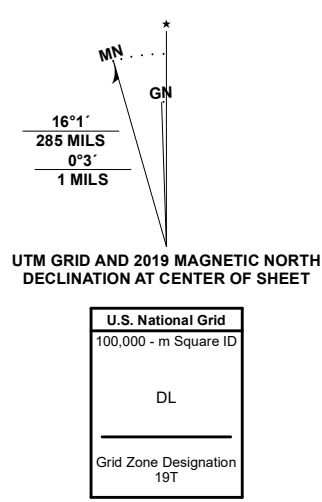 ★
MN
GN
16°1´
285 MILS
0°3´
1 MILS
UTM GRID AND 2019 MAGNETIC NORTH
DECLINATION AT CENTER OF SHEET
U.S. National Grid
100,000 - m Square ID
DL
Grid Zone Designation
19T